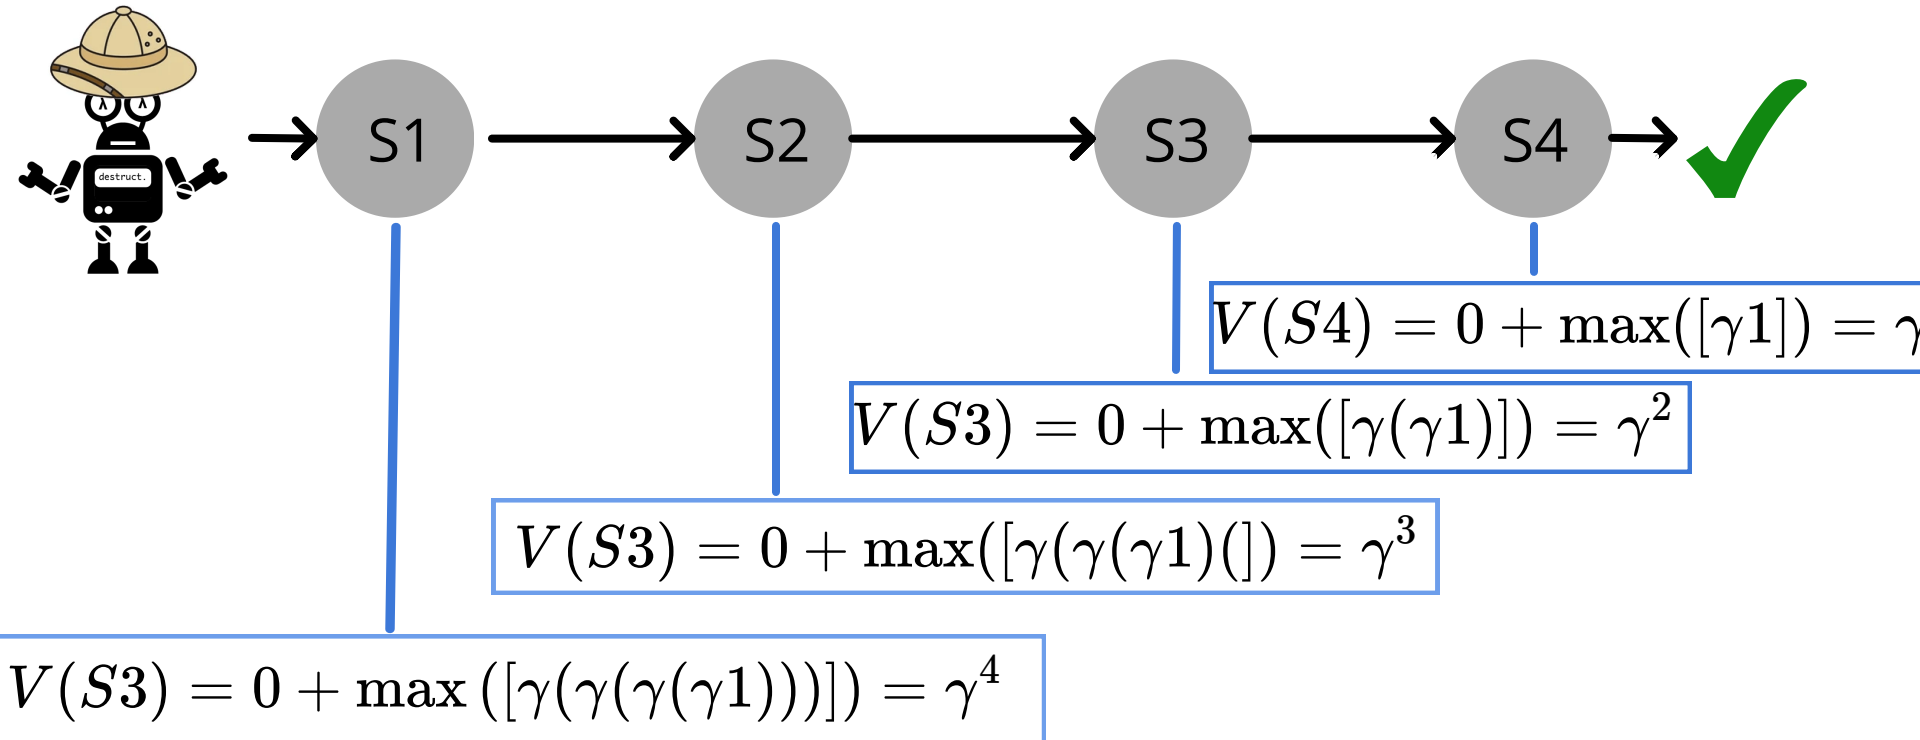 destruct.
S1
S2
S3
S4
V(S4) = 0 + max([γ1]) = γ
V(S3) = 0 + max([γ(γ1)]) = γ²
V(S3) = 0 + max([γ(γ(γ1)(]) = γ³
V(S3) = 0 + max([γ(γ(γ(γ1)))]) = γ⁴